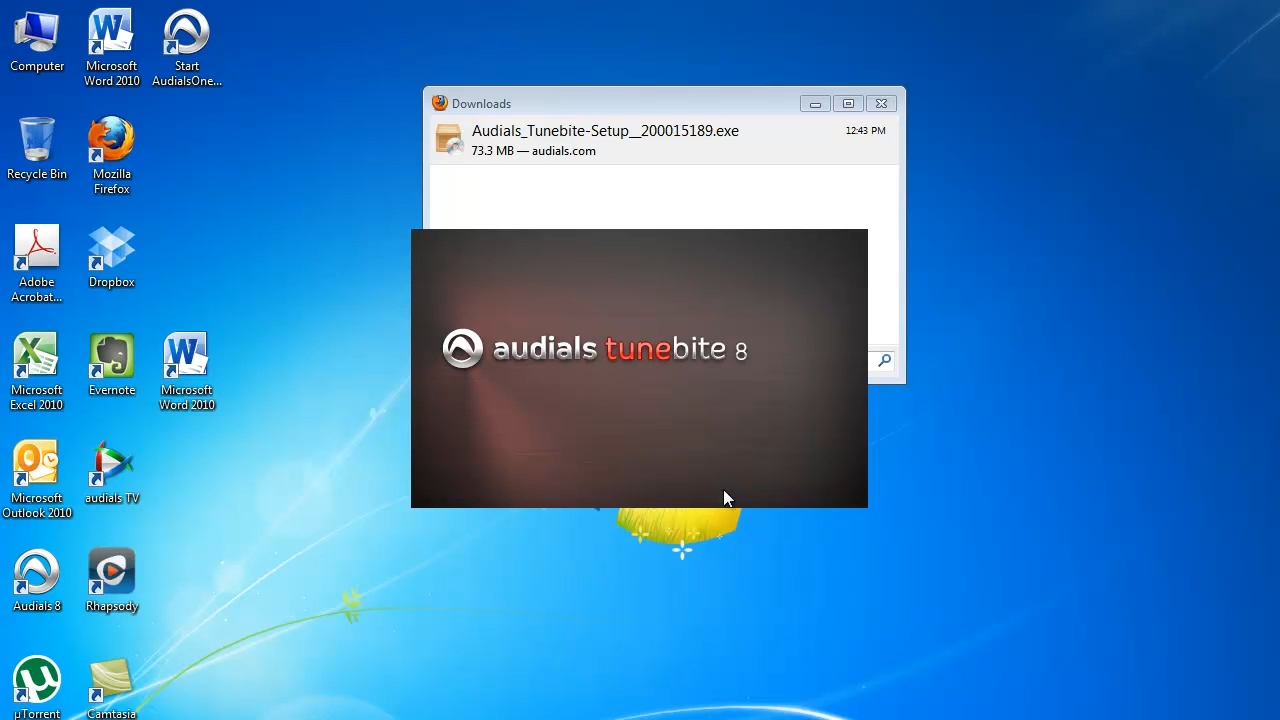 Computer
Microsoft
Word 2010
Start
AudialsOne...
Recycle Bin
Mozilla
Firefox
Adobe
Acrobat...
Dropbox
Microsoft
Excel 2010
Evernote
Microsoft
Word 2010
Microsoft
Outlook 2010
audials TV
Audials 8
Rhapsody
µTorrent
Camtasia
Downloads
Audials_Tunebite-Setup__200015189.exe
12:43 PM
73.3 MB — audials.com
audials tunebite 8